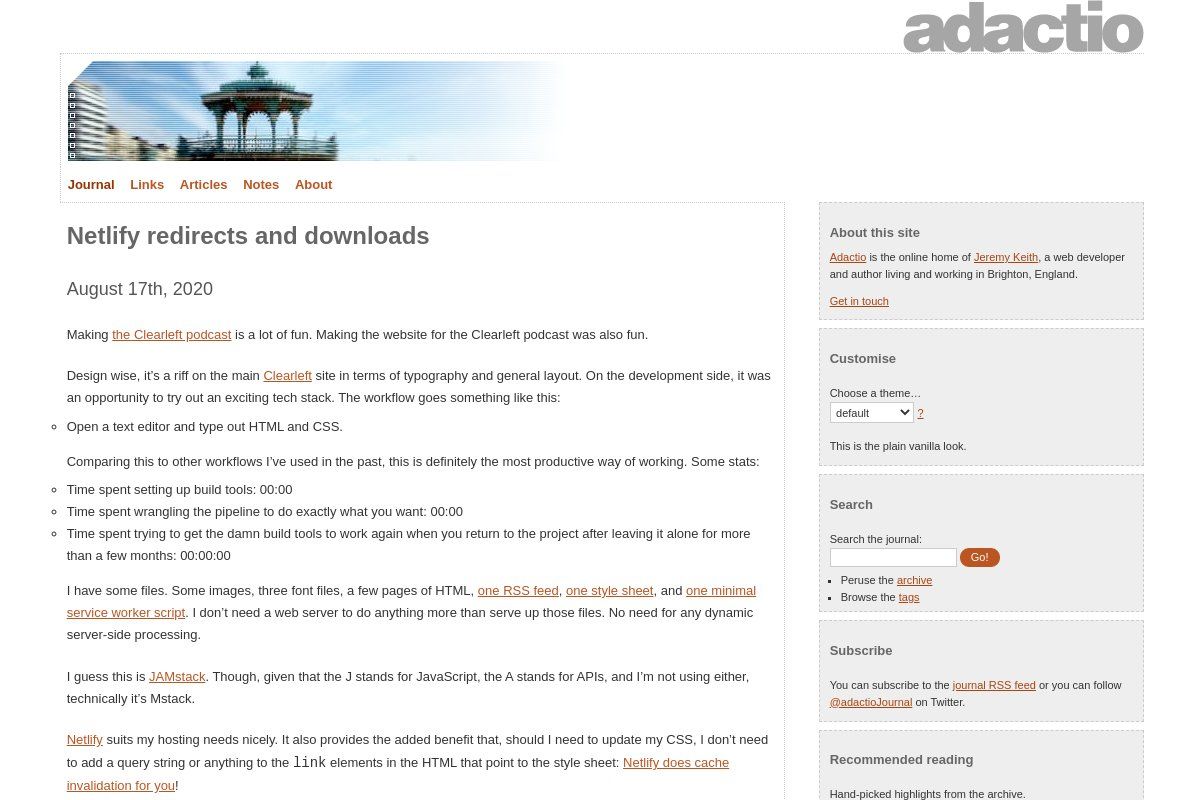 adactio
Journal Links Articles Notes About
Netlify redirects and downloads
August 17th, 2020
Making the Clearleft podcast is a lot of fun. Making the website for the Clearleft podcast was also fun.
Design wise, it’s a riff on the main Clearleft site in terms of typography and general layout. On the development side, it was
an opportunity to try out an exciting tech stack. The workflow goes something like this:
Open a text editor and type out HTML and CSS.
Comparing this to other workflows I’ve used in the past, this is definitely the most productive way of working. Some stats:
Time spent setting up build tools: 00:00
Time spent wrangling the pipeline to do exactly what you want: 00:00
Time spent trying to get the damn build tools to work again when you return to the project after leaving it alone for more
than a few months: 00:00:00
I have some files. Some images, three font files, a few pages of HTML, one RSS feed, one style sheet, and one minimal
service worker script. I don’t need a web server to do anything more than serve up those files. No need for any dynamic
server-side processing.
I guess this is JAMstack. Though, given that the J stands for JavaScript, the A stands for APIs, and I’m not using either,
technically it’s Mstack.
Netlify suits my hosting needs nicely. It also provides the added benefit that, should I need to update my CSS, I don’t need
to add a query string or anything to the link elements in the HTML that point to the style sheet: Netlify does cache
invalidation for you!
About this site
Adactio is the online home of Jeremy Keith, a web developer
and author living and working in Brighton, England.
Get in touch
Customise
Choose a theme…
default ?
This is the plain vanilla look.
Search
Search the journal:
Go!
Peruse the archive
Browse the tags
Subscribe
You can subscribe to the journal RSS feed or you can follow
@adactioJournal on Twitter.
Recommended reading
Hand-picked highlights from the archive.